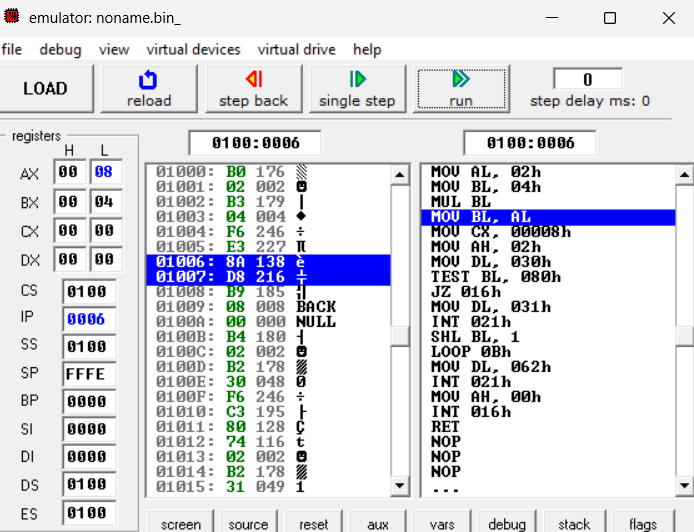 emulator: noname.bin_
file debug view virtual devices virtual drive help
LOAD reload step back single step run 0
step delay ms: 0
registers
H L
AX 00 08
BX 00 04
CX 00 00
DX 00 00
CS 0100
IP 0006
SS 0100
SP FFFE
BP 0000
SI 0000
DI 0000
DS 0100
ES 0100
0100:0006
01000: B0 176 ░
01001: 02 002 ☻
01002: B3 179 │
01003: 04 004 ♦
01004: F6 246 ÷
01005: E3 227 π
01006: 8A 138 è
01007: D8 216 ╪
01008: B9 185 ╣
01009: 08 008 BACK
0100A: 00 000 NULL
0100B: B4 180 ┤
0100C: 02 002 ☻
0100D: B2 178 ▓
0100E: 30 048 0
0100F: F6 246 ÷
01010: C3 195 ├
01011: 80 128 Ç
01012: 74 116 t
01013: 02 002 ☻
01014: B2 178 ▓
01015: 31 049 1
0100:0006
MOV AL, 02h
MOV BL, 04h
MUL BL
MOV BL, AL
MOV CX, 00008h
MOV AH, 02h
MOV DL, 030h
TEST BL, 080h
JZ 016h
MOV DL, 031h
INT 021h
SHL BL, 1
LOOP 0Bh
MOV DL, 062h
INT 021h
MOV AH, 00h
INT 016h
RET
NOP
NOP
NOP
...
screen source reset aux vars debug stack flags